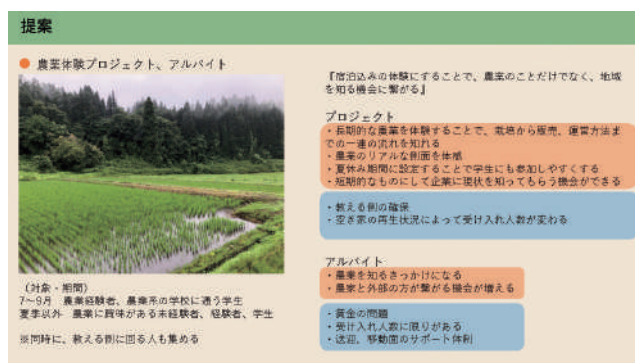 提案
農業体験プロジェクト、アルバイト
(対象・期間)
7〜9月 農業経験者、農業系の学校に通う学生
夏季以外 農業に興味がある未経験者、経験者、学生
※同時に、教える側に回る人も集める
『宿泊込みの体験にすることで、農業のことだけでなく、地域
を知る機会に繋がる』
プロジェクト
・長期的な農業を体験することで、栽培から販売、運営方法ま
での一連の流れを知れる
・農業のリアルな側面を体感
・夏休み期間に設定することで学生にも参加しやすくする
・短期的なものにして企業に現状を知ってもらう機会ができる
・教える側の確保
・空き家の再生状況によって受け入れ人数が変わる
アルバイト
・農業を知るきっかけになる
・農家と外部の方が繋がる機会が増える
・賃金の問題
・受け入れ人数に限りがある
・送迎、移動面のサポート体制